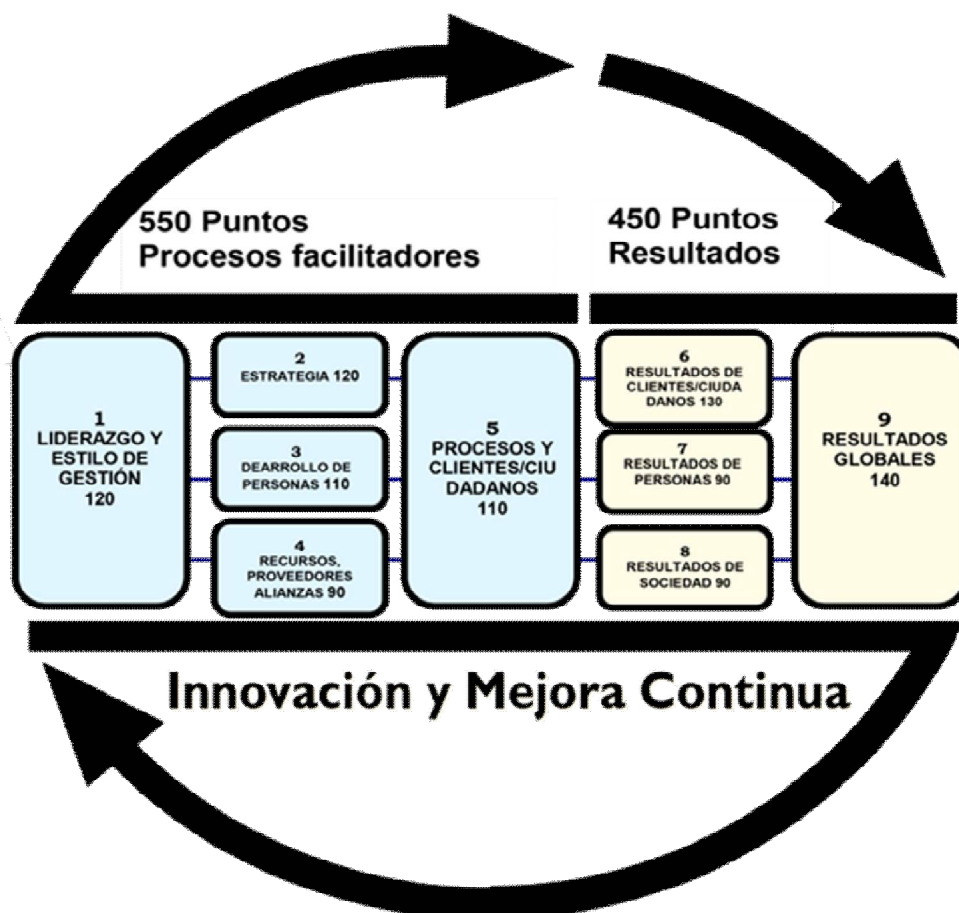 550 Puntos
Procesos facilitadores
450 Puntos
Resultados
1
LIDERAZGO Y
ESTILO DE
GESTIÓN
120
2
ESTRATEGIA 120
3
DEARROLLO DE
PERSONAS 110
4
RECURSOS,
PROVEEDORES
ALIANZAS 90
5
PROCESOS Y
CLIENTES/CIU
DADANOS
110
6
RESULTADOS DE
CLIENTES/CIUDA
DANOS 130
7
RESULTADOS DE
PERSONAS 90
8
RESULTADOS DE
SOCIEDAD 90
9
RESULTADOS
GLOBALES
140
Innovación y Mejora Continua